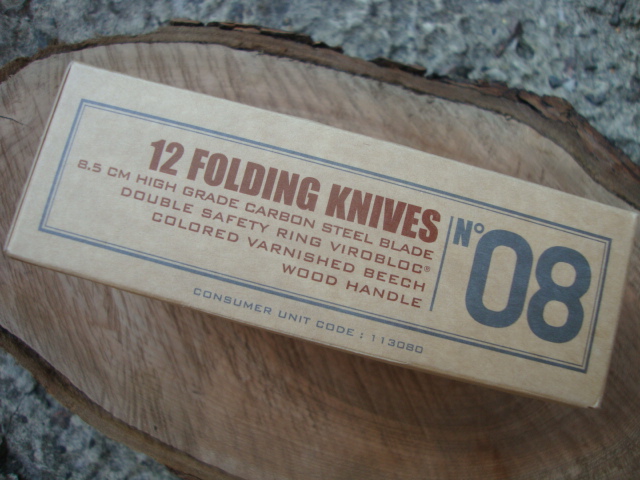 12 FOLDING KNIVES
8.5 CM HIGH GRADE CARBON STEEL BLADE
DOUBLE SAFETY RING VIROBLOC®
COLORED VARNISHED BEECH
WOOD HANDLE
N° 08
CONSUMER UNIT CODE : 113080